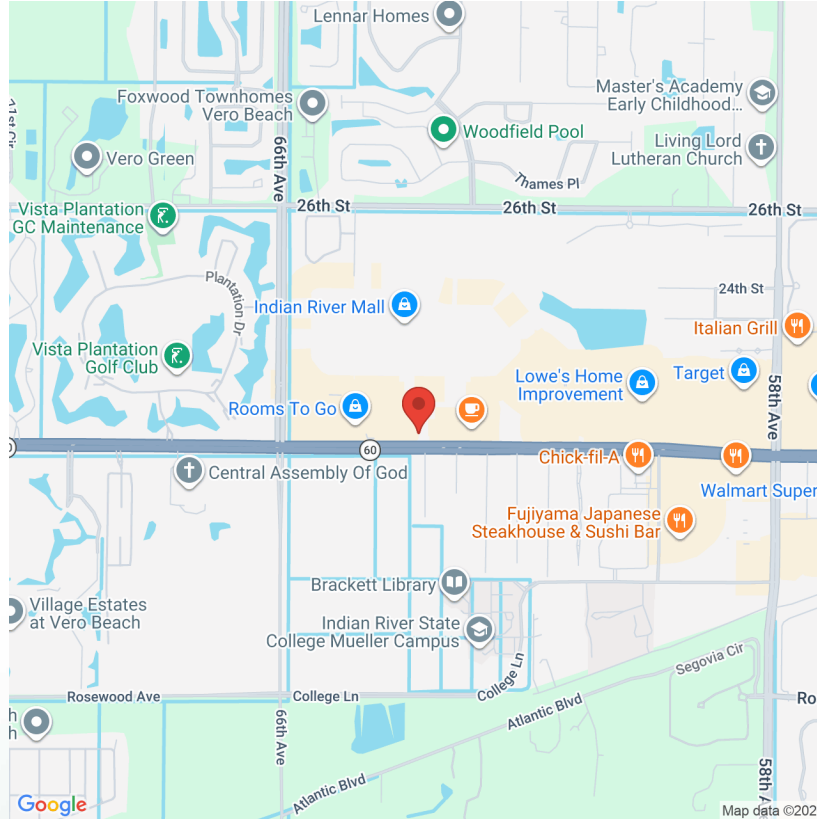 Lennar Homes
Foxwood Townhomes
Vero Beach
Master's Academy
Early Childhood...
Woodfield Pool
Living Lord
Lutheran Church
Vero Green
66th Ave
Thames Pl
Vista Plantation
GC Maintenance
26th St
26th St
26th St
Plantation Dr
24th St
Indian River Mall
Italian Grill
Vista Plantation
Golf Club
Lowe's Home
Improvement
Target
58th Ave
Rooms To Go
60
Central Assembly Of God
Chick-fil-A
Walmart Super
Fujiyama Japanese
Steakhouse & Sushi Bar
Brackett Library
Village Estates
at Vero Beach
Indian River State
College Mueller Campus
College Ln
Segovia Cir
Rosewood Ave
College Ln
Ro
66th Ave
Atlantic Blvd
h
h
58th A
Atlantic Blvd
Google
Map data ©202